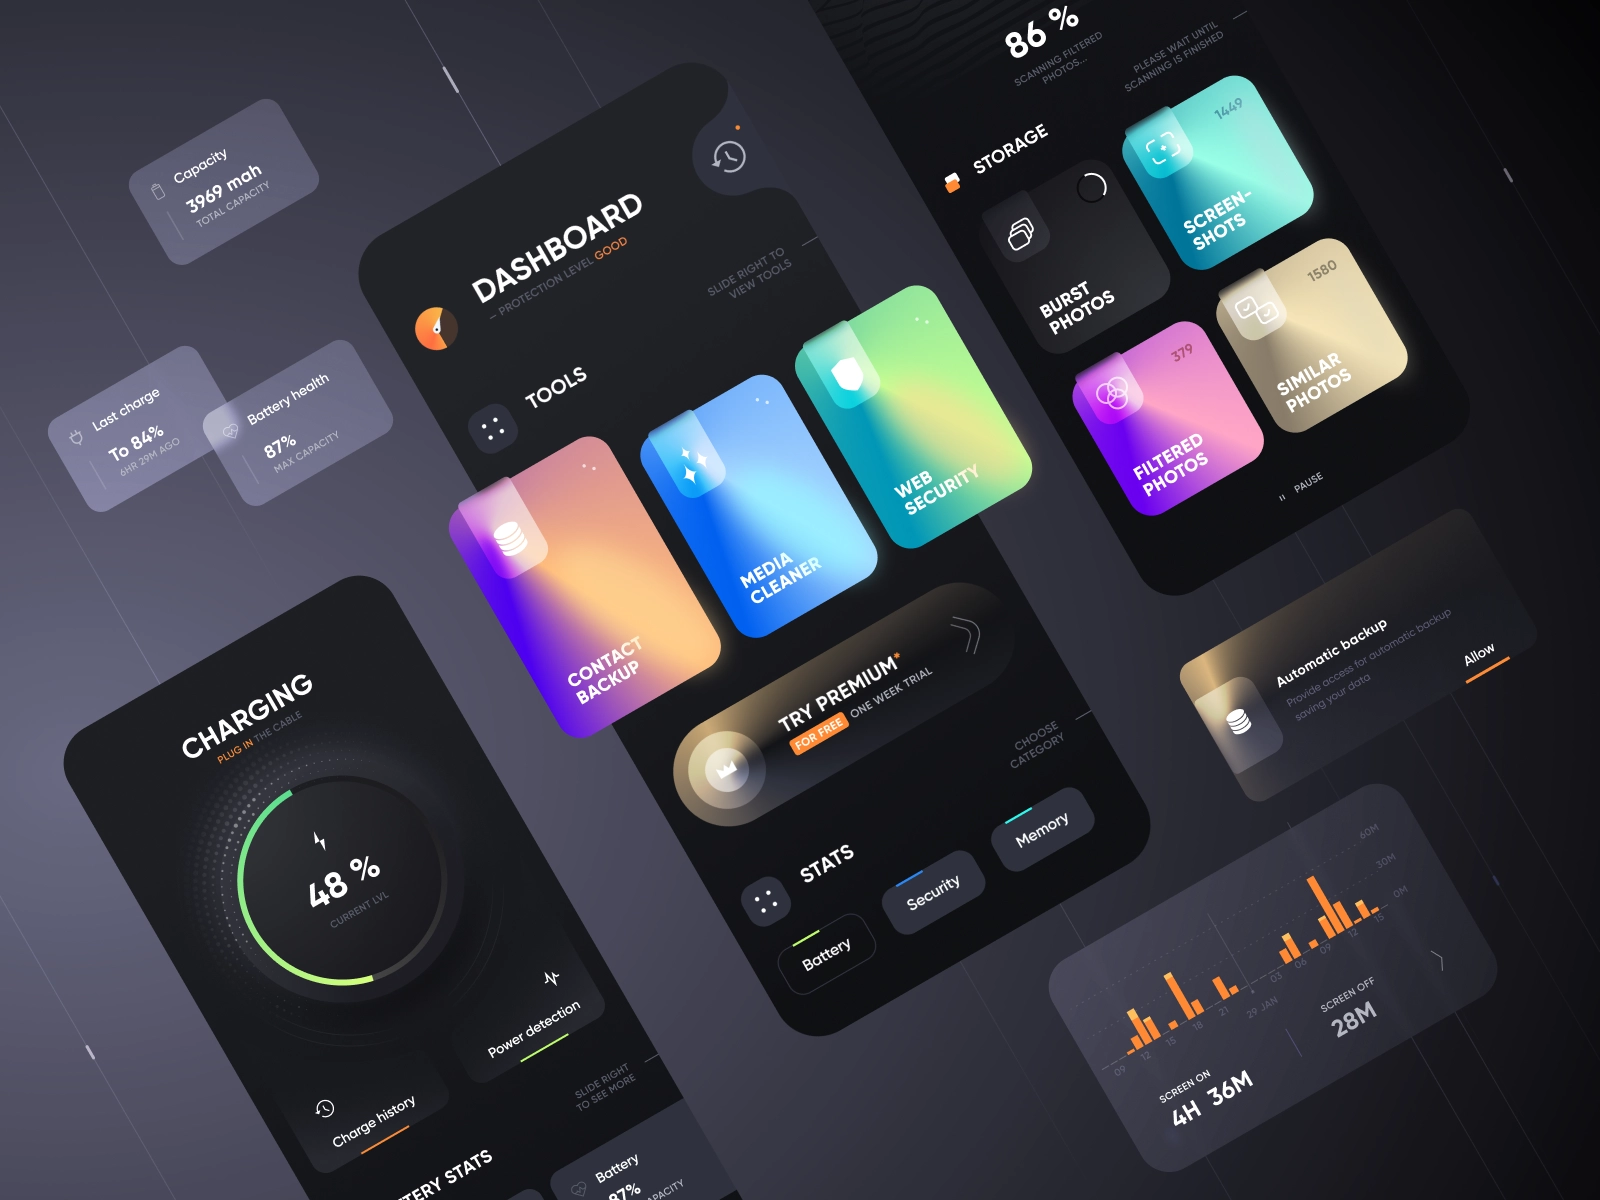 Capacity
3969 mah
TOTAL CAPACITY
Last charge
To 84%
6HR 29M AGO
Battery health
87%
MAX CAPACITY
CHARGING
PLUG IN THE CABLE
48 %
CURRENT LVL
Power detection
Charge history
SLIDE RIGHT
TO SEE MORE
TERY STATS
Battery
87%
APACITY
DASHBOARD
– PROTECTION LEVEL GOOD
SLIDE RIGHT TO
VIEW TOOLS
TOOLS
CONTACT
BACKUP
MEDIA
CLEANER
WEB
SECURITY
TRY PREMIUM*
FOR FREE ONE WEEK TRIAL
CHOOSE
CATEGORY
STATS
Battery
Security
Memory
86 %
SCANNING FILTERED
PHOTOS...
PLEASE WAIT UNTIL
SCANNING IS FINISHED
STORAGE
BURST
PHOTOS
1449
SCREEN-
SHOTS
379
FILTERED
PHOTOS
1580
SIMILAR
PHOTOS
PAUSE
Automatic backup
Provide access for automatic backup
saving your data
Allow
60M
30M
0M
09 12 15 18 21 29 JAN 03 06 09 12 15
SCREEN ON
4H 36M
SCREEN OFF
28M